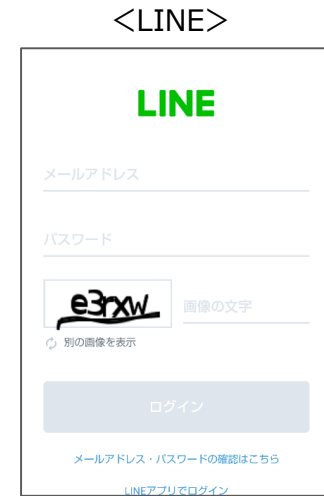 ＜LINE＞
LINE
メールアドレス
パスワード
e3rxw
画像の文字
別の画像を表示
ログイン
メールアドレス・パスワードの確認はこちら
LINEアプリでログイン